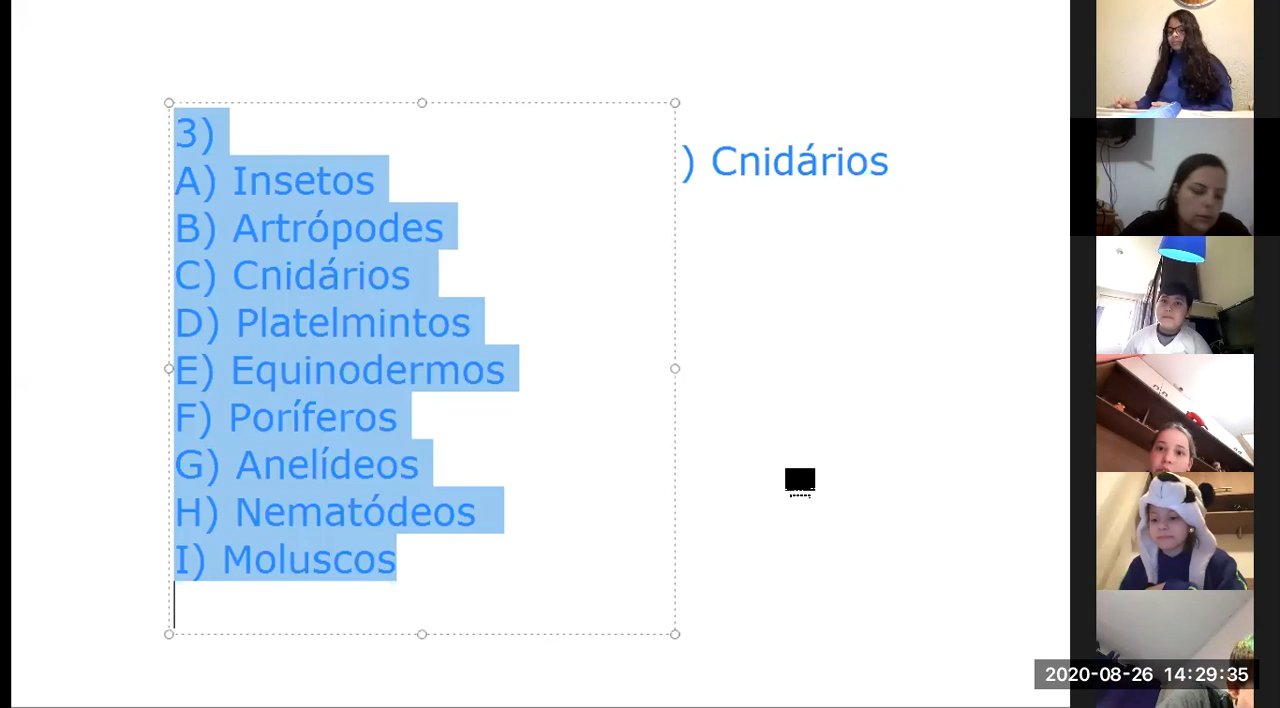 3)
A) Insetos
B) Artrópodes
C) Cnidários
D) Platelmintos
E) Equinodermos
F) Poríferos
G) Anelídeos
H) Nematódeos
I) Moluscos
) Cnidários
2020-08-26 14:29:35